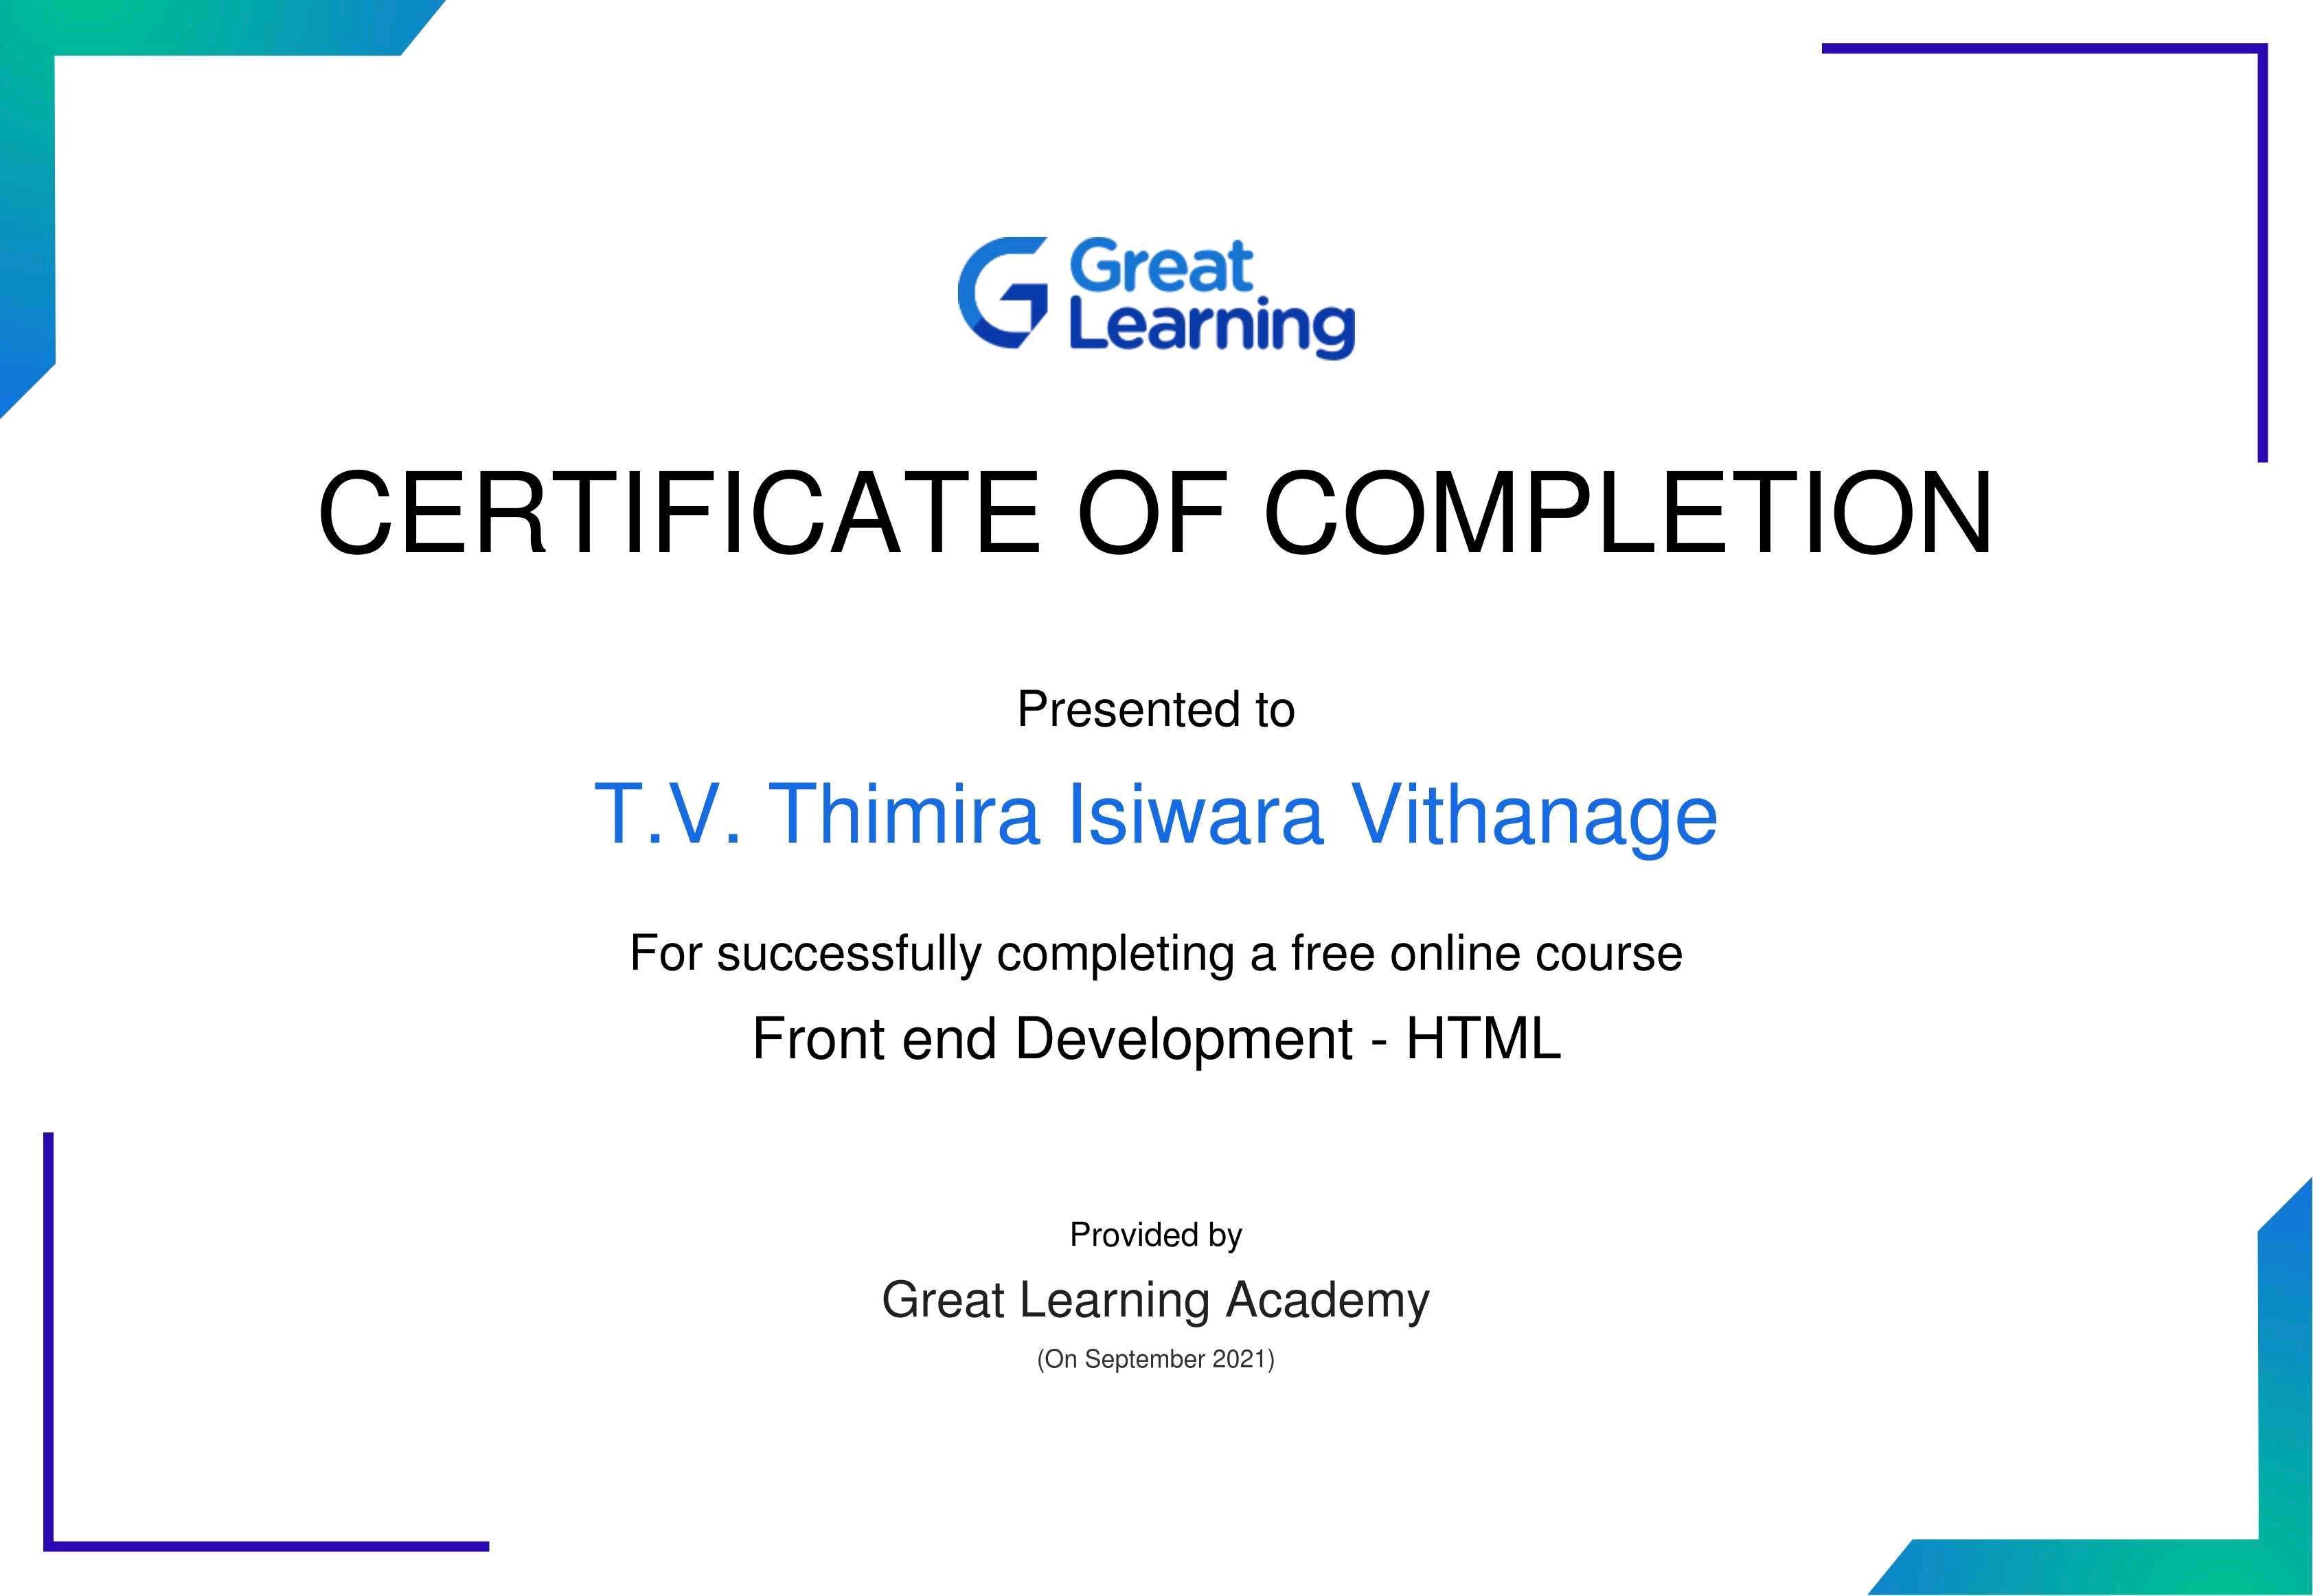 Great
Learning
CERTIFICATE OF COMPLETION
Presented to
T.V. Thimira Isiwara Vithanage
For successfully completing a free online course
Front end Development - HTML
Provided by
Great Learning Academy
(On September 2021)